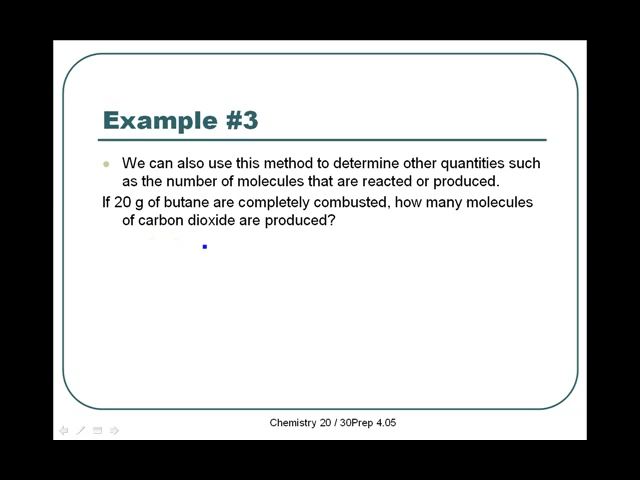 Example #3
We can also use this method to determine other quantities such
as the number of molecules that are reacted or produced.
If 20 g of butane are completely combusted, how many molecules
of carbon dioxide are produced?
Chemistry 20 / 30Prep 4.05